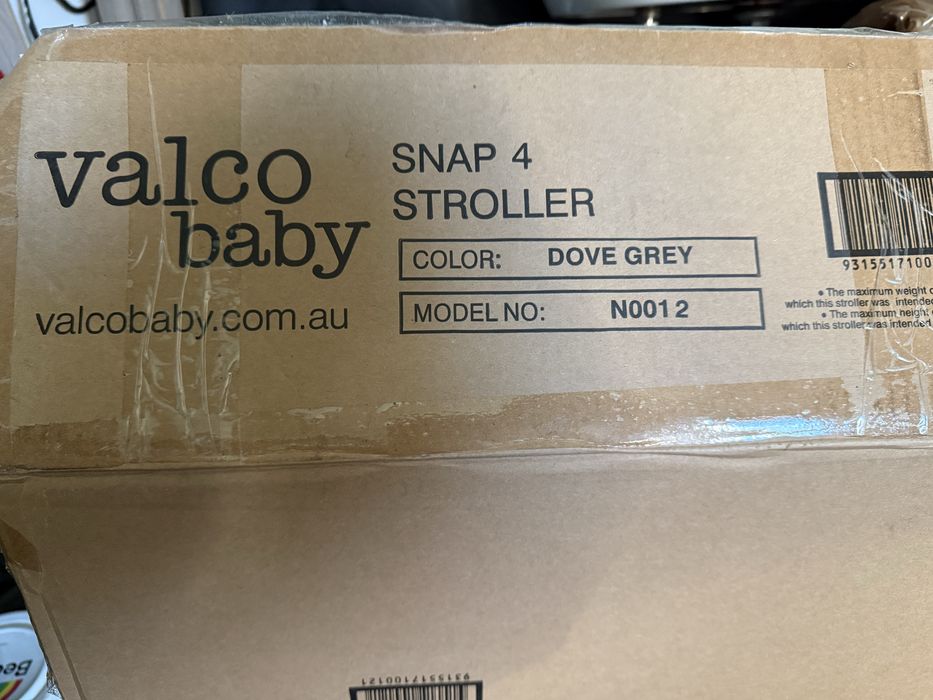 valco
baby
valcobaby.com.au
SNAP 4
STROLLER
COLOR: DOVE GREY
MODEL NO: N0012
9315517100
• The maximum weight
which this stroller was intended
• The maximum height
which this stroller was intended
9315517100121